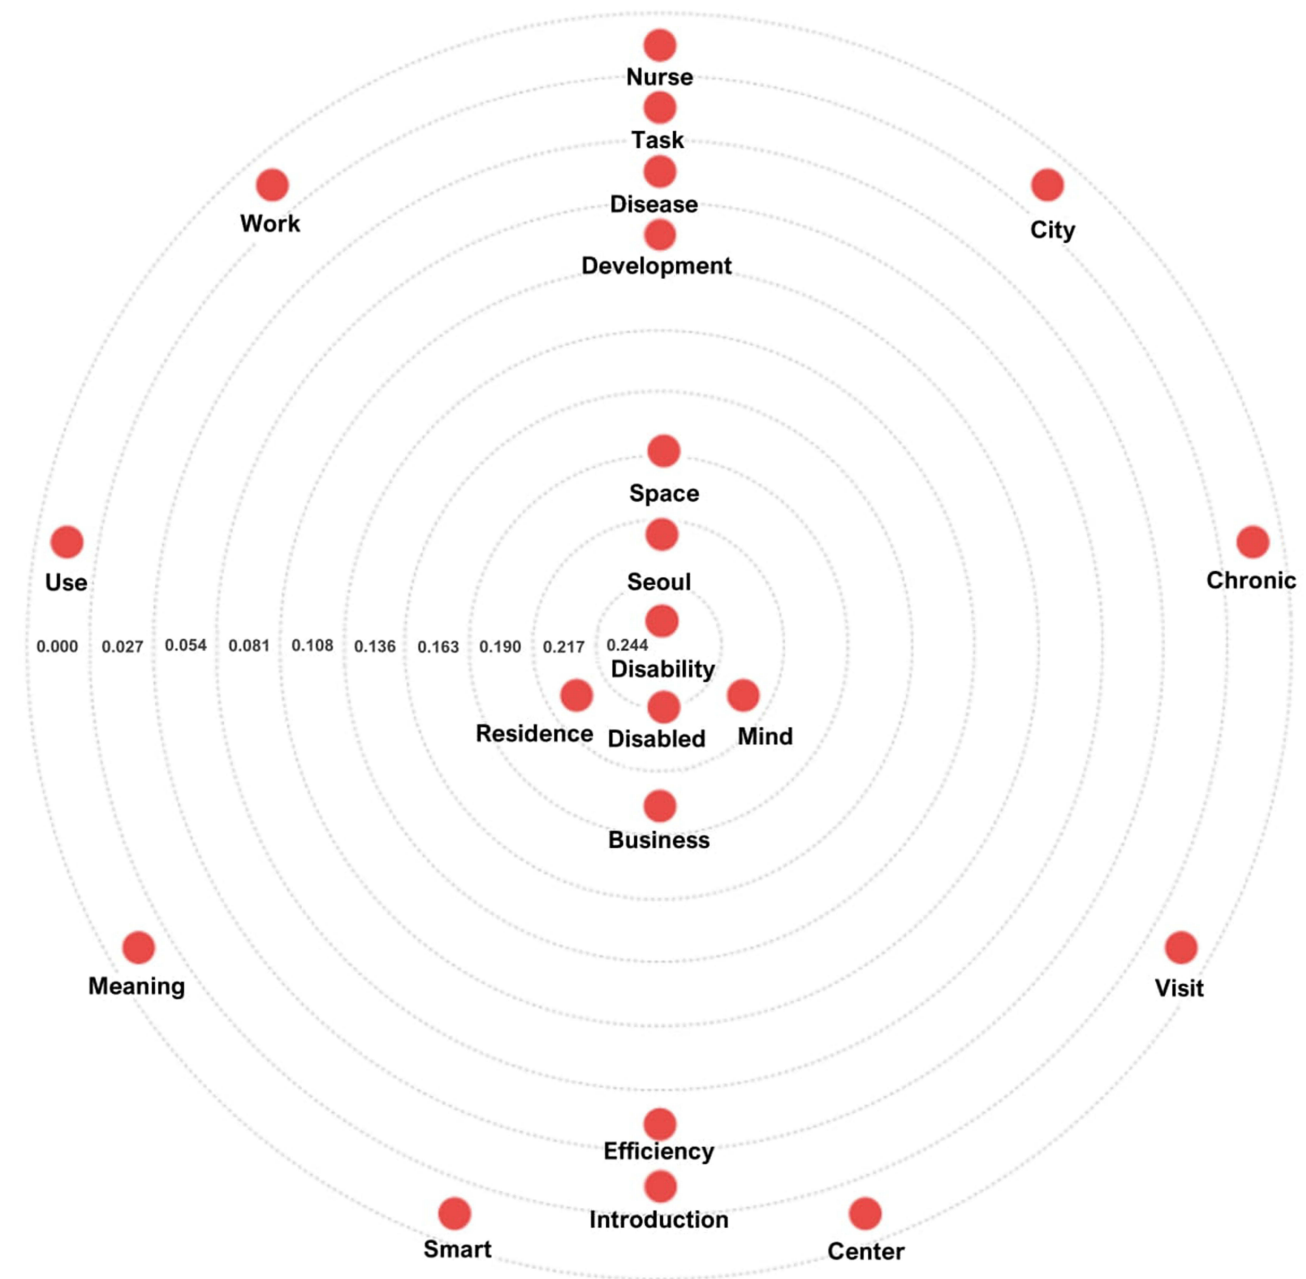 Nurse
Task
Disease
Development
Work
City
Space
Seoul
Use
Chronic
0.000 0.027 0.054 0.081 0.108 0.136 0.163 0.190 0.217 0.244
Disability
Residence Disabled Mind
Business
Meaning
Visit
Efficiency
Introduction
Smart
Center